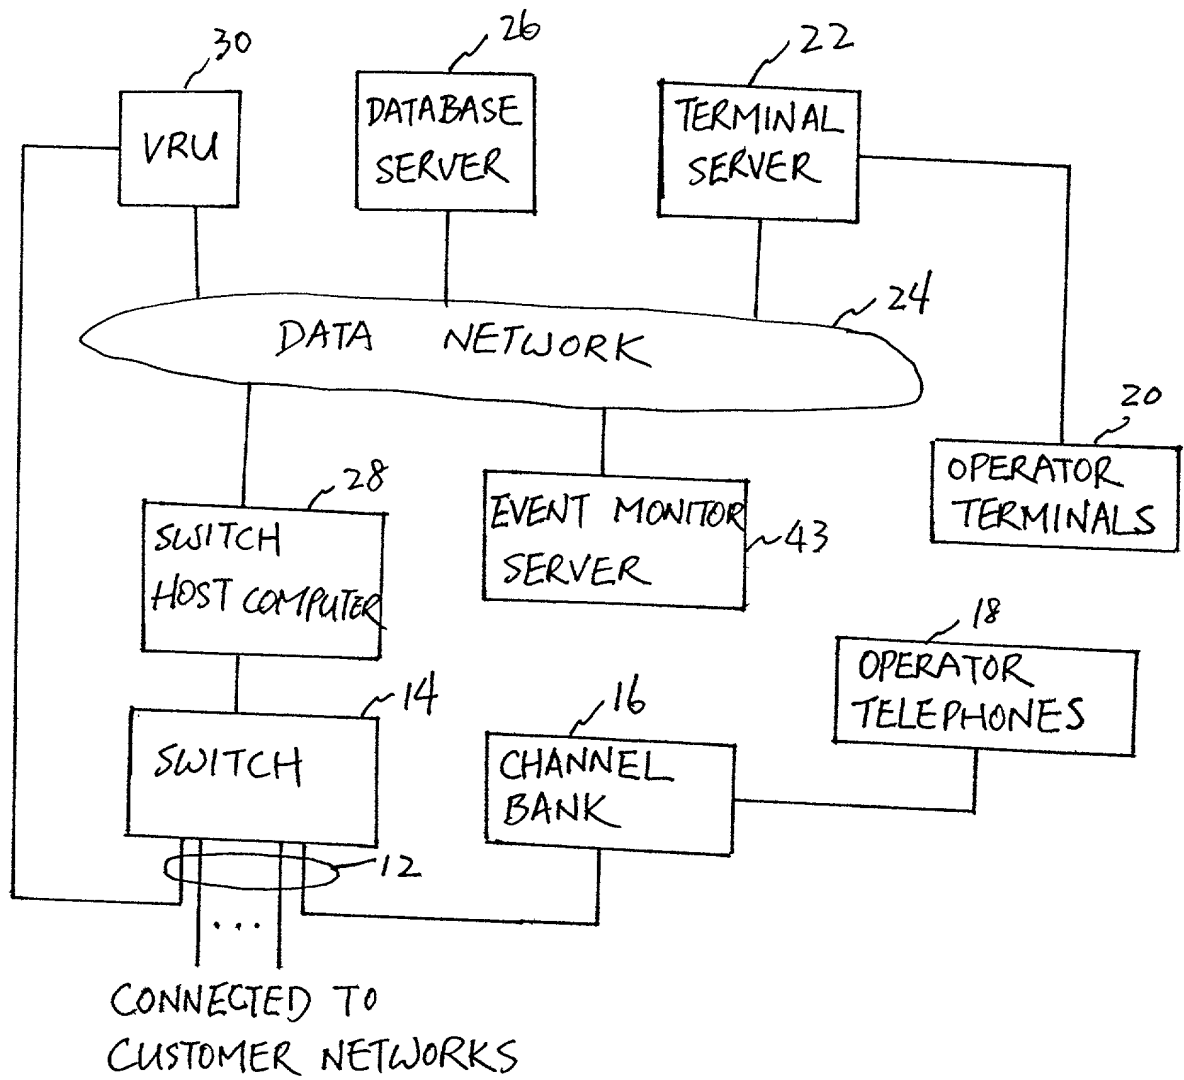 30
26
22
VRU
DATABASE
SERVER
TERMINAL
SERVER
24
DATA NETWORK
20
OPERATOR
TERMINALS
28
SWITCH
HOST COMPUTER
EVENT MONITOR
SERVER
43
18
OPERATOR
TELEPHONES
14
SWITCH
16
CHANNEL
BANK
12
...
CONNECTED TO
CUSTOMER NETWORKS